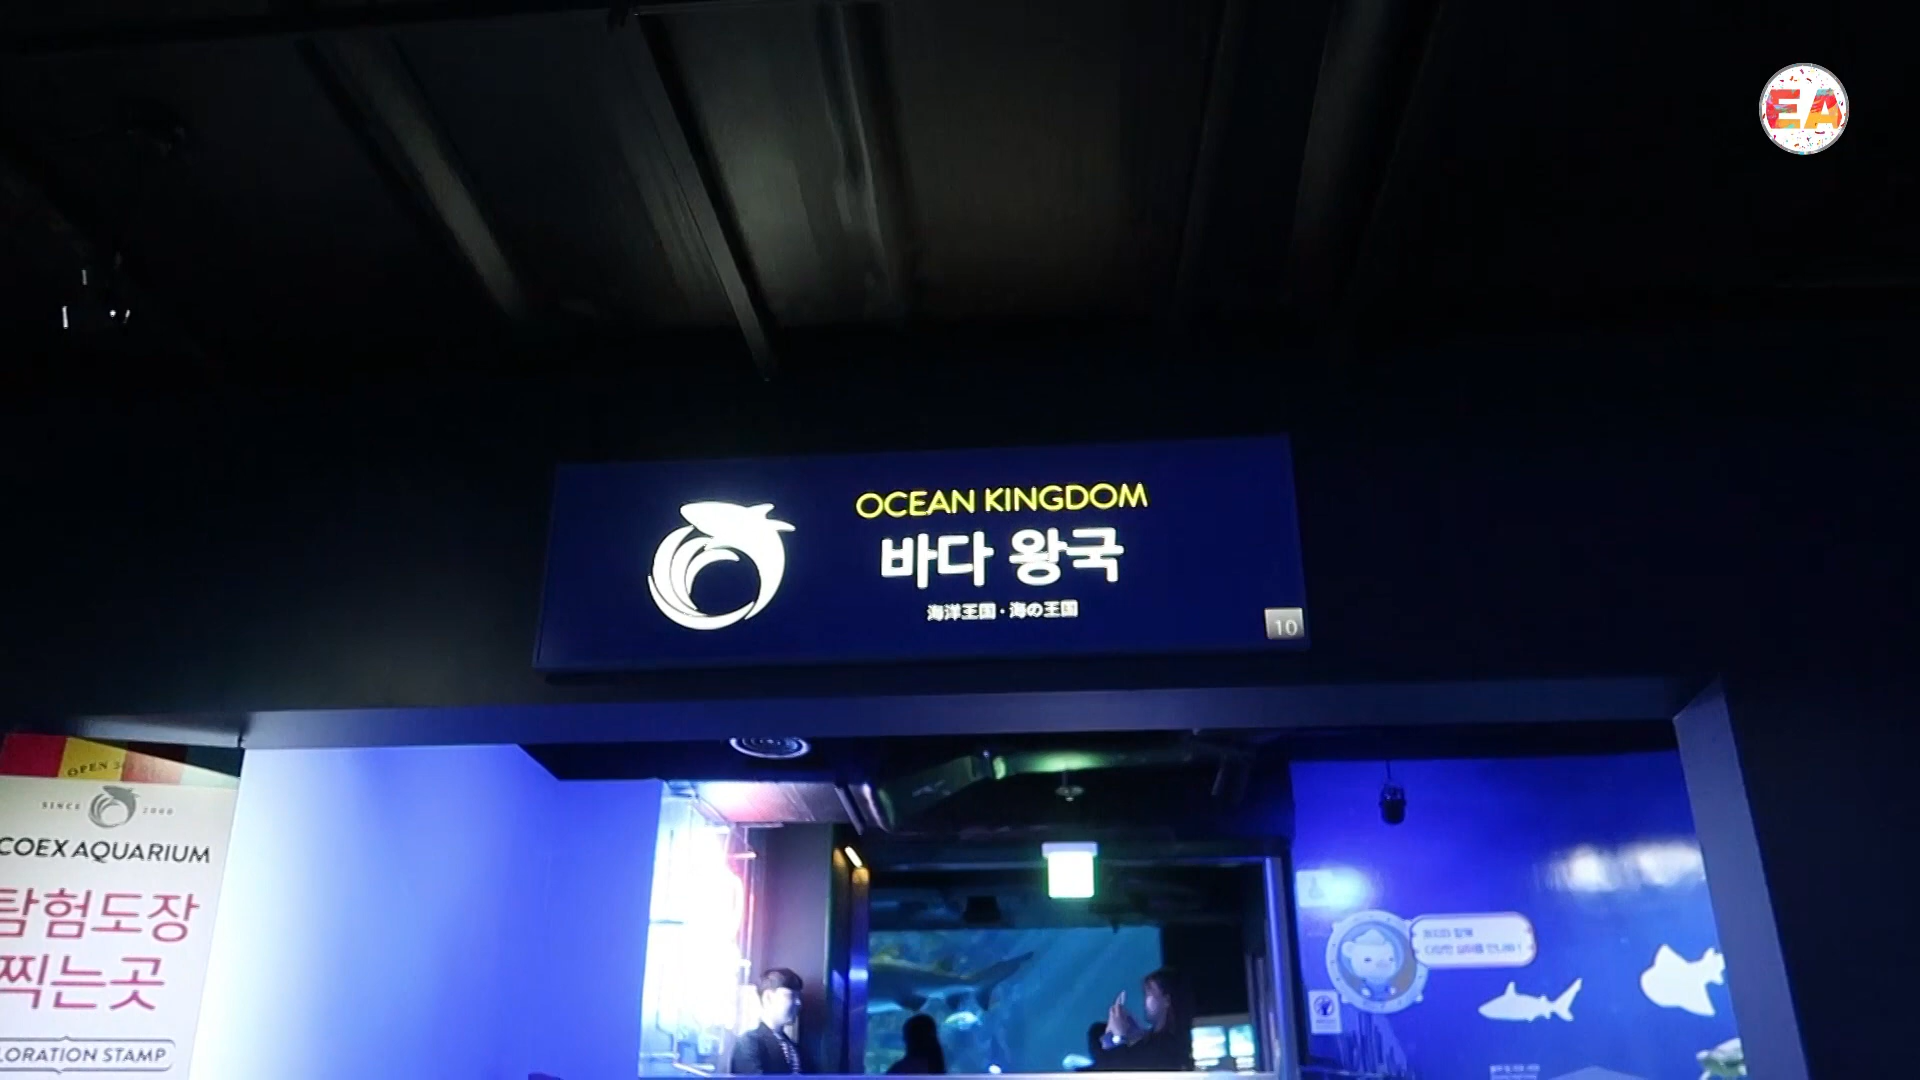 EA
OCEAN KINGDOM
바다 왕국
海洋王国·海の王国
10
OPEN
SINCE 2000
COEX AQUARIUM
탐험도장
찍는곳
LORATION STAMP